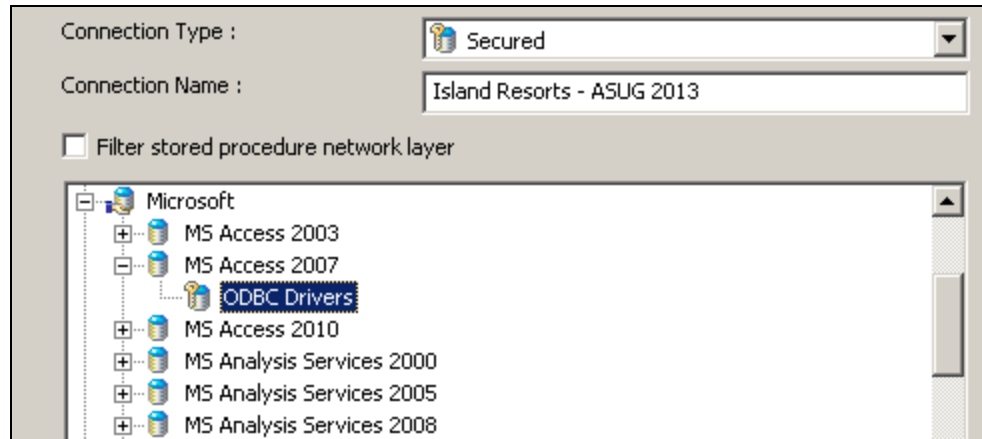 Connection Type :
Secured
Connection Name :
Island Resorts - ASUG 2013
Filter stored procedure network layer
Microsoft
MS Access 2003
MS Access 2007
ODBC Drivers
MS Access 2010
MS Analysis Services 2000
MS Analysis Services 2005
MS Analysis Services 2008